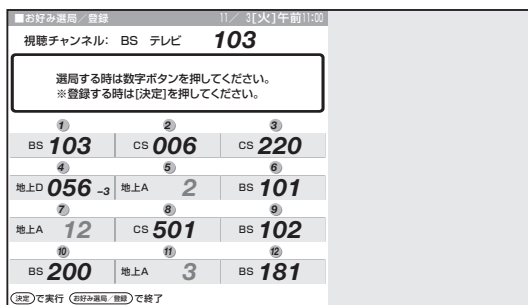 ■お好み選局／登録 11／ 3[火]午前11:00
視聴チャンネル: BS テレビ 103
選局する時は数字ボタンを押してください。
※登録する時は[決定]を押してください。
1 2 3
BS 103 CS 006 CS 220
4 5 6
地上D 056 -3 地上A 2 BS 101
7 8 9
地上A 12 CS 501 BS 102
10 11 12
BS 200 地上A 3 BS 181
決定で実行 お好み選局／登録で終了